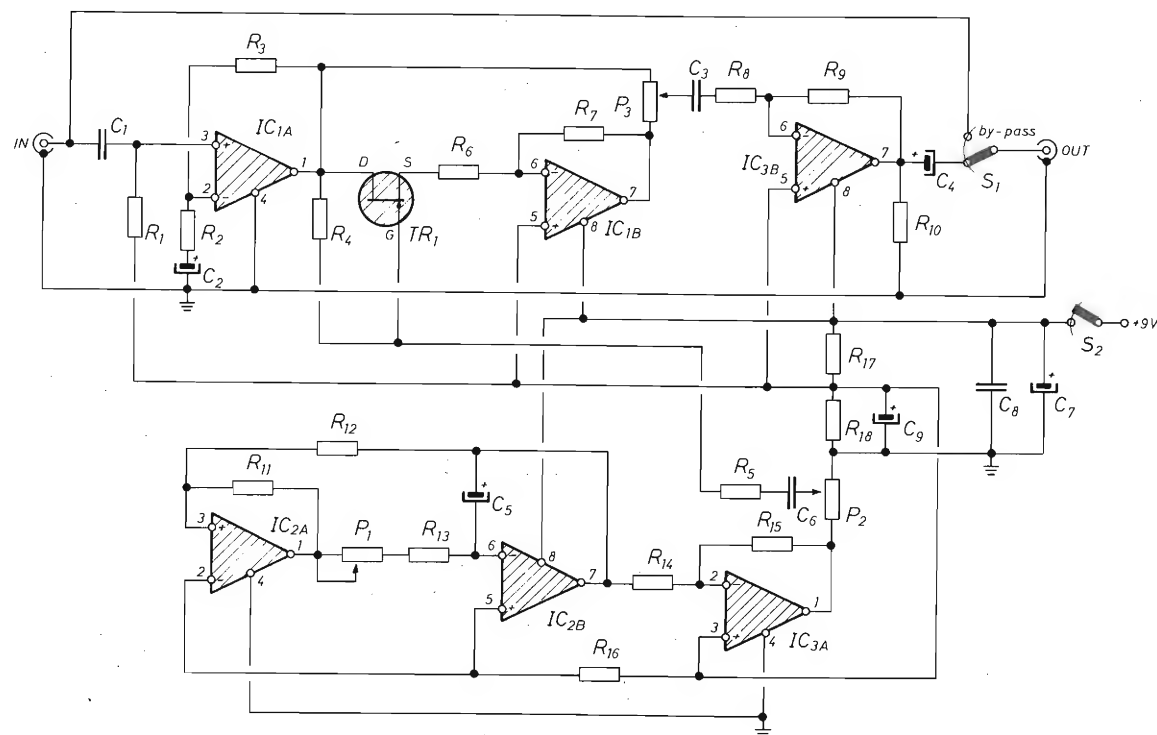 R3
C1
IN
3
+
IC1A
1
2
-
4
R1
R2
+
C2
R4
D
S
G
TR1
R6
R7
6
-
7
5
+
8
IC1B
P3
C3
R8
R9
6
-
IC3B
7
5
+
8
+
C4
R10
by-pass
S1
OUT
+9V
S2
R17
R18
+
C9
C8
+
C7
R12
R11
3
+
IC2A
1
2
-
4
P1
R13
+
C5
6
-
8
7
5
+
IC2B
R5
C6
P2
R15
R14
2
-
1
3
+
4
IC3A
R16